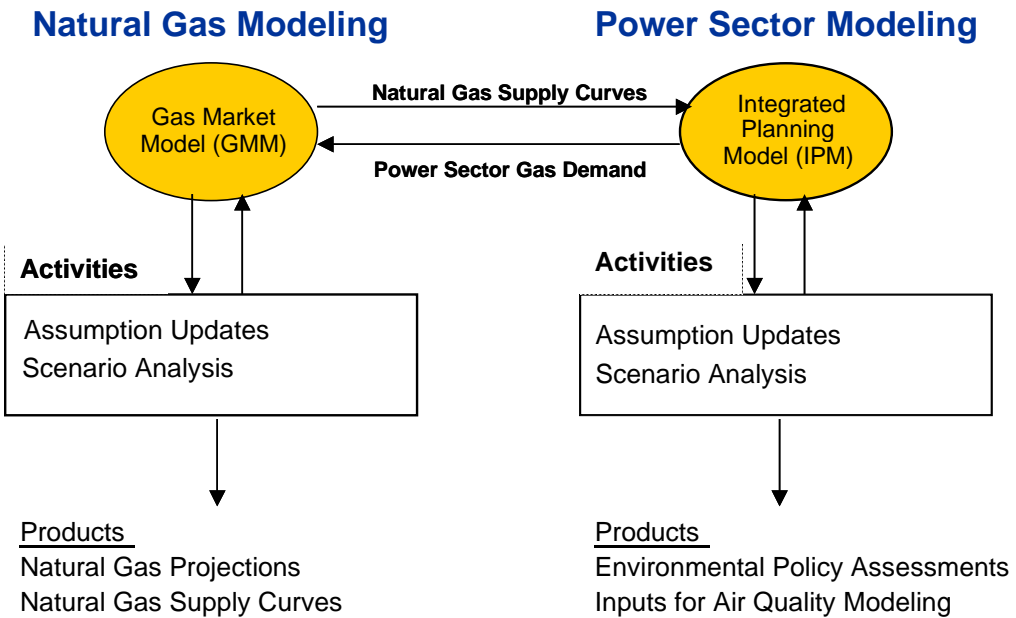 Natural Gas Modeling
Power Sector Modeling
Gas Market
Model (GMM)
Natural Gas Supply Curves
Power Sector Gas Demand
Integrated
Planning
Model (IPM)
Activities
Assumption Updates
Scenario Analysis
Products
Natural Gas Projections
Natural Gas Supply Curves
Activities
Assumption Updates
Scenario Analysis
Products
Environmental Policy Assessments
Inputs for Air Quality Modeling